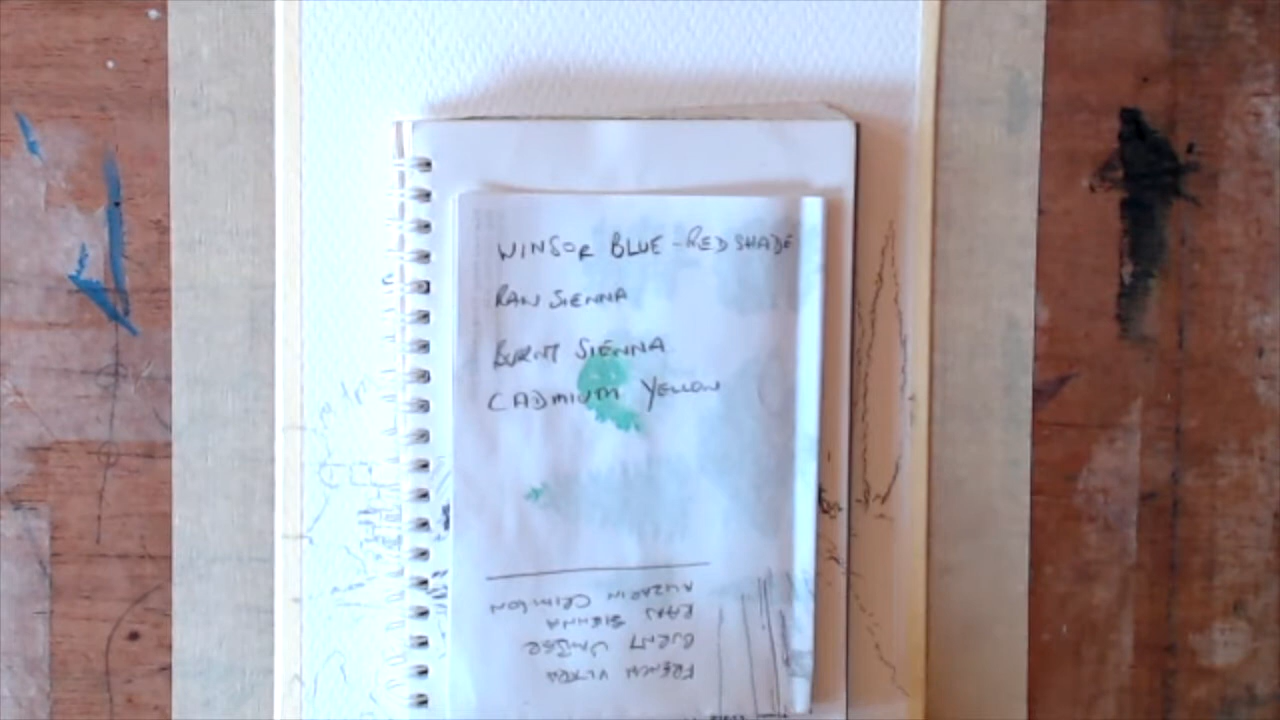 WINSOR BLUE - RED SHADE
RAW SIENNA
BURNT SIENNA
CADMIUM YELLOW
FRENCH ULTRA
BURNT UMBER
RAW SIENNA
ALIZARIN CRIMSON